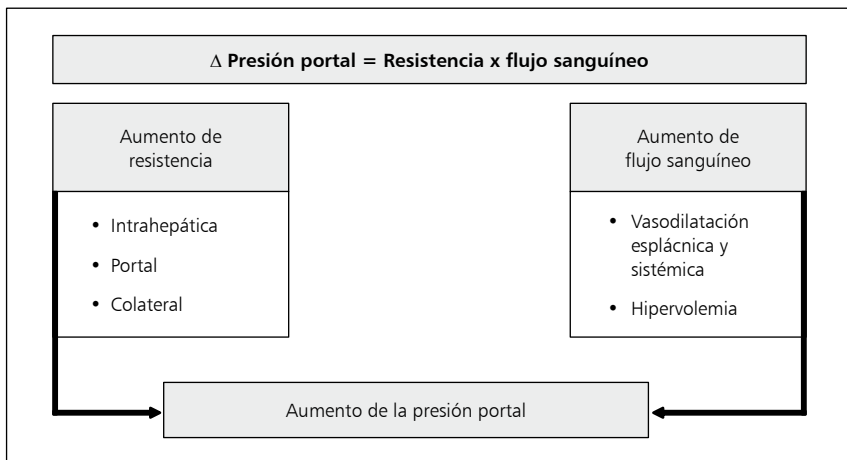 Δ Presión portal = Resistencia x flujo sanguíneo
Aumento de
resistencia
• Intrahepática
• Portal
• Colateral
Aumento de
flujo sanguíneo
• Vasodilatación
esplácnica y
sistémica
• Hipervolemia
Aumento de la presión portal